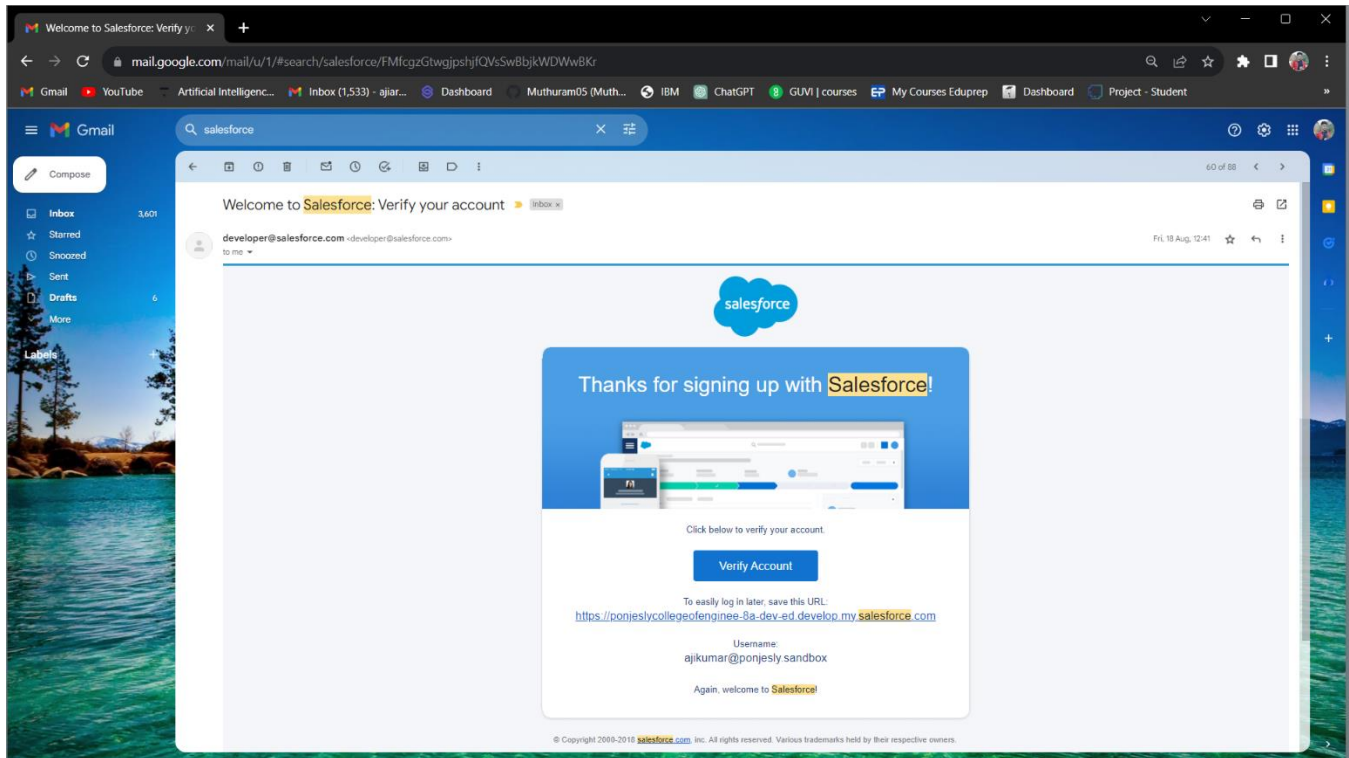 Welcome to Salesforce: Verify yo
mail.google.com/mail/u/1/#search/salesforce/FMfcgzGtwgjpshjfQVsSwBbjkWDWwBKr
Gmail YouTube Artificial Intelligenc... Inbox (1,533) - ajiar... Dashboard Muthuram05 (Muth... IBM ChatGPT GUVI | courses My Courses Eduprep Dashboard Project - Student »
Gmail salesforce
Compose 60 of 88
Welcome to Salesforce: Verify your account Inbox x
Inbox 3,601
Starred
Snoozed
Sent
Drafts 6
More
Labels +
developer@salesforce.com <developer@salesforce.com> Fri, 18 Aug, 12:41
to me
salesforce
Thanks for signing up with Salesforce!
Click below to verify your account.
Verify Account
To easily log in later, save this URL:
https://ponjeslycollegeofenginee-8a-dev-ed.develop.my.salesforce.com
Username:
ajikumar@ponjesly.sandbox
Again, welcome to Salesforce!
© Copyright 2000-2018 salesforce.com, inc. All rights reserved. Various trademarks held by their respective owners.